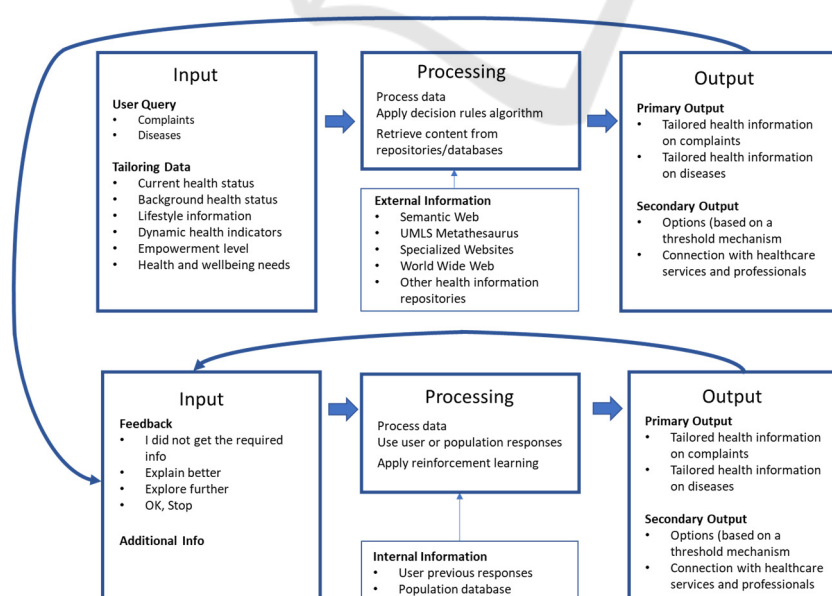 Input
User Query
• Complaints
• Diseases
Tailoring Data
• Current health status
• Background health status
• Lifestyle information
• Dynamic health indicators
• Empowerment level
• Health and wellbeing needs
Processing
Process data
Apply decision rules algorithm
Retrieve content from
repositories/databases
External Information
• Semantic Web
• UMLS Metathesaurus
• Specialized Websites
• World Wide Web
• Other health information
repositories
Output
Primary Output
• Tailored health information
on complaints
• Tailored health information
on diseases
Secondary Output
• Options (based on a
threshold mechanism
• Connection with healthcare
services and professionals
Input
Feedback
• I did not get the required
info
• Explain better
• Explore further
• OK, Stop
Additional Info
Processing
Process data
Use user or population responses
Apply reinforcement learning
Internal Information
• User previous responses
• Population database
Output
Primary Output
• Tailored health information
on complaints
• Tailored health information
on diseases
Secondary Output
• Options (based on a
threshold mechanism
• Connection with healthcare
services and professionals